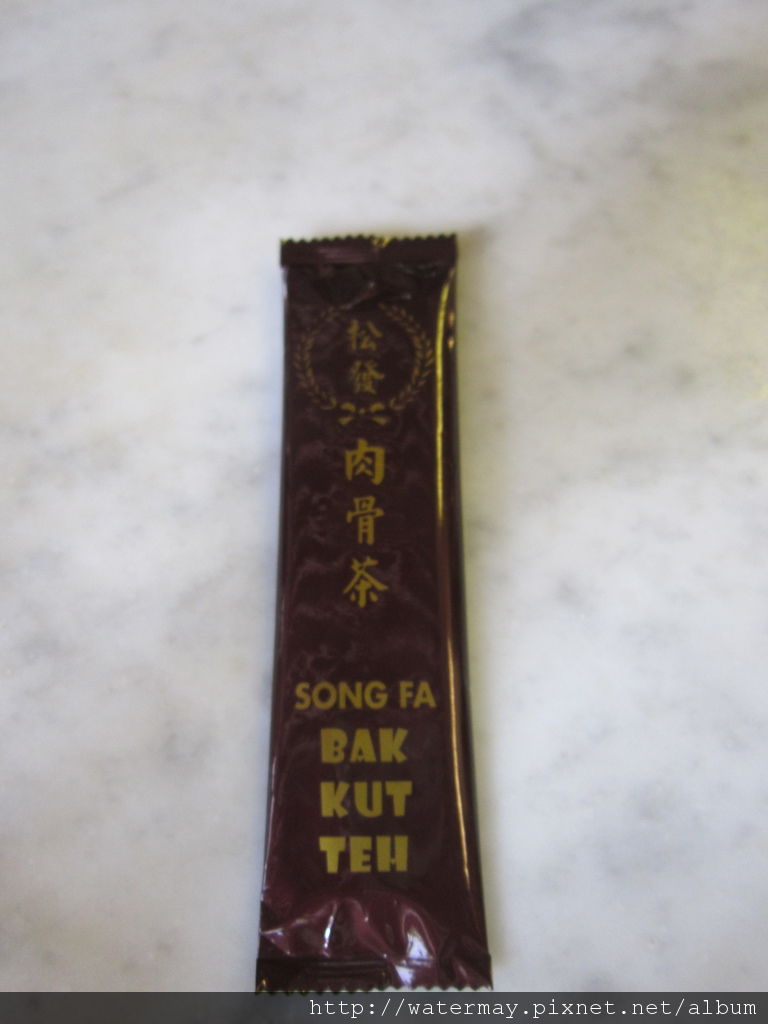 松發
肉骨茶
SONG FA
BAK
KUT
TEH
http://watermay.pixnet.net/album